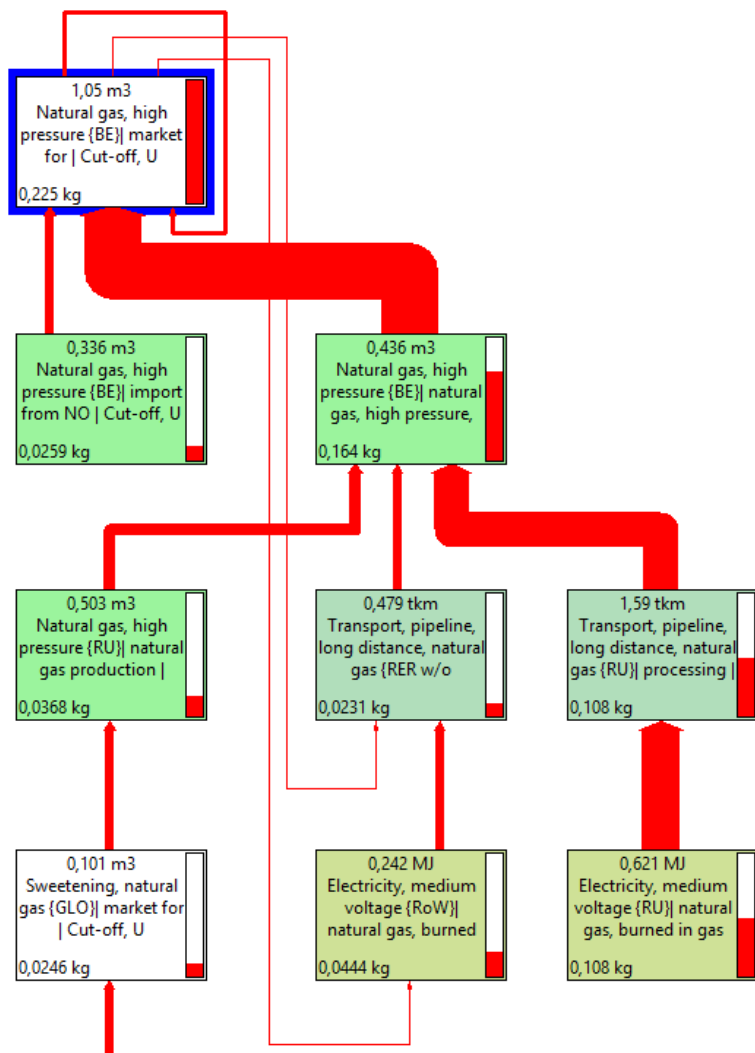 1,05 m3
Natural gas, high
pressure {BE}| market
for | Cut-off, U
0,225 kg
0,336 m3
Natural gas, high
pressure {BE}| import
from NO | Cut-off, U
0,0259 kg
0,436 m3
Natural gas, high
pressure {BE}| natural
gas, high pressure,
0,164 kg
0,503 m3
Natural gas, high
pressure {RU}| natural
gas production |
0,0368 kg
0,479 tkm
Transport, pipeline,
long distance, natural
gas {RER w/o
0,0231 kg
1,59 tkm
Transport, pipeline,
long distance, natural
gas {RU}| processing |
0,108 kg
0,101 m3
Sweetening, natural
gas {GLO}| market for
| Cut-off, U
0,0246 kg
0,242 MJ
Electricity, medium
voltage {RoW}|
natural gas, burned
0,0444 kg
0,621 MJ
Electricity, medium
voltage {RU}| natural
gas, burned in gas
0,108 kg